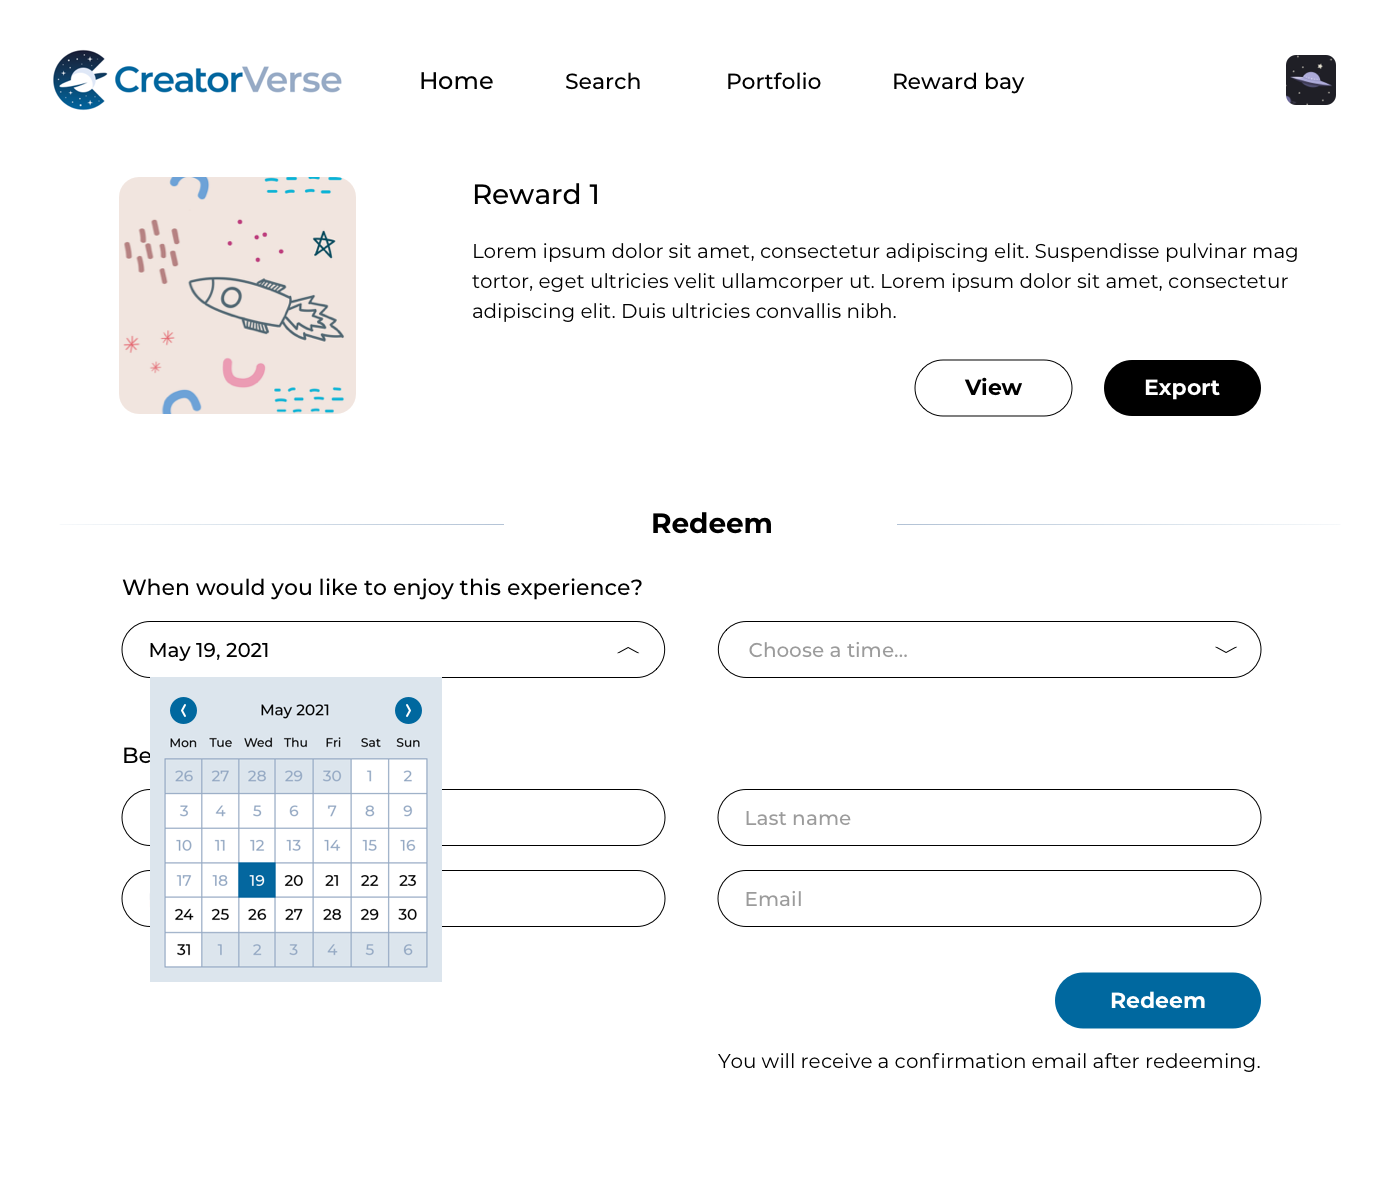 CreatorVerse
Home
Search
Portfolio
Reward bay
Reward 1
Lorem ipsum dolor sit amet, consectetur adipiscing elit. Suspendisse pulvinar mag
tortor, eget ultricies velit ullamcorper ut. Lorem ipsum dolor sit amet, consectetur
adipiscing elit. Duis ultricies convallis nibh.
View
Export
Redeem
When would you like to enjoy this experience?
May 19, 2021
Choose a time...
Be
May 2021
Mon Tue Wed Thu Fri Sat Sun
26 27 28 29 30 1 2
3 4 5 6 7 8 9
10 11 12 13 14 15 16
17 18 19 20 21 22 23
24 25 26 27 28 29 30
31 1 2 3 4 5 6
Last name
Email
Redeem
You will receive a confirmation email after redeeming.